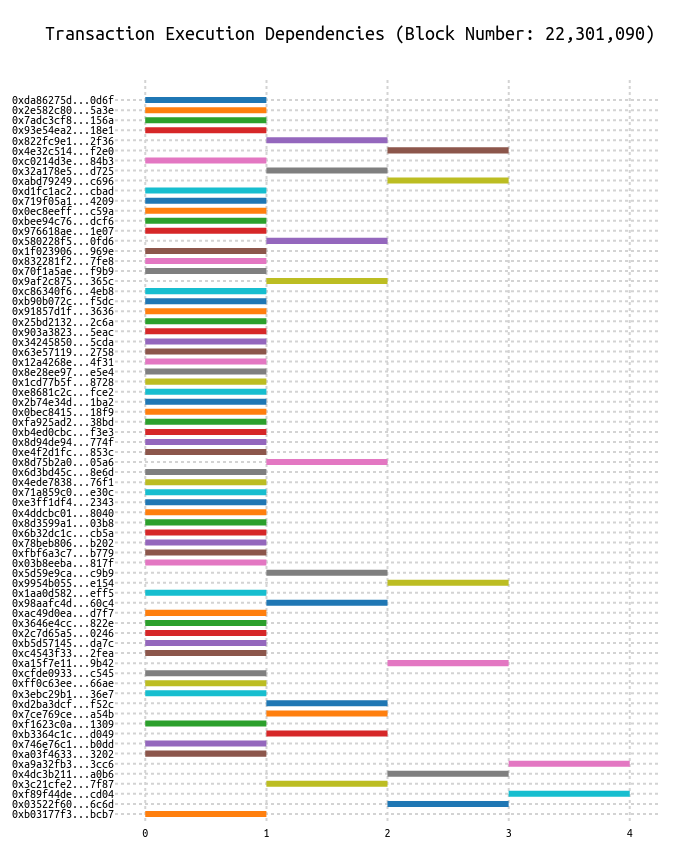 Transaction Execution Dependencies (Block Number: 22,301,090)
0xda86275d...0d6f
0x2e582c80...5a3e
0x7adc3cf8...156a
0x93e54ea2...18e1
0x822fc9e1...2f36
0x4e32c514...f2e0
0xc0214d3e...84b3
0x32a178e5...d725
0xabd79249...c696
0xd1fc1ac2...cbad
0x719f05a1...4209
0x0ec8eeff...c59a
0xbee94c76...dcf6
0x976618ae...1e07
0x580228f5...0fd6
0x1f023906...969e
0x832281f2...7fe8
0x70f1a5ae...f9b9
0x9af2c875...365c
0xc86340f6...4eb8
0xb90b072c...f5dc
0x91857d1f...3636
0x25bd2132...2c6a
0x903a3823...5eac
0x34245850...5cda
0x63e57119...2758
0x12a4268e...4f31
0x8e28ee97...e5e4
0x1cd77b5f...8728
0xe8681c2c...fce2
0x2b74e34d...1ba2
0x0bec8415...18f9
0xfa925ad2...38bd
0xb4ed0cbc...f3e3
0x8d94de94...774f
0xe4f2d1fc...853c
0x8d75b2a0...05a6
0x6d3bd45c...8e6d
0x4ede7838...76f1
0x71a859c0...e30c
0xe3ff1df4...2343
0x4ddcbc01...8040
0x8d3599a1...03b8
0x6b32dc1c...cb5a
0x78beb806...b202
0xfbf6a3c7...b779
0x03b8eeba...817f
0x5d59e9ca...c9b9
0x9954b055...e154
0x1aa0d582...eff5
0x98aafc4d...60c4
0xac49d0ea...d7f7
0x3646e4cc...822e
0x2c7d65a5...0246
0xb5d57145...da7c
0xc4543f33...2fea
0xa15f7e11...9b42
0xcfde0933...c545
0xff0c63ee...66ae
0x3ebc29b1...36e7
0xd2ba3dcf...f52c
0x7ce769ce...a54b
0xf1623c0a...1309
0xb3364c1c...d049
0x746e76c1...b0dd
0xa03f4633...3202
0xa9a32fb3...3cc6
0x4dc3b211...a0b6
0x3c21cfe2...7f87
0xf89f44de...cd04
0x03522f60...6c6d
0xb03177f3...bcb7
0 1 2 3 4